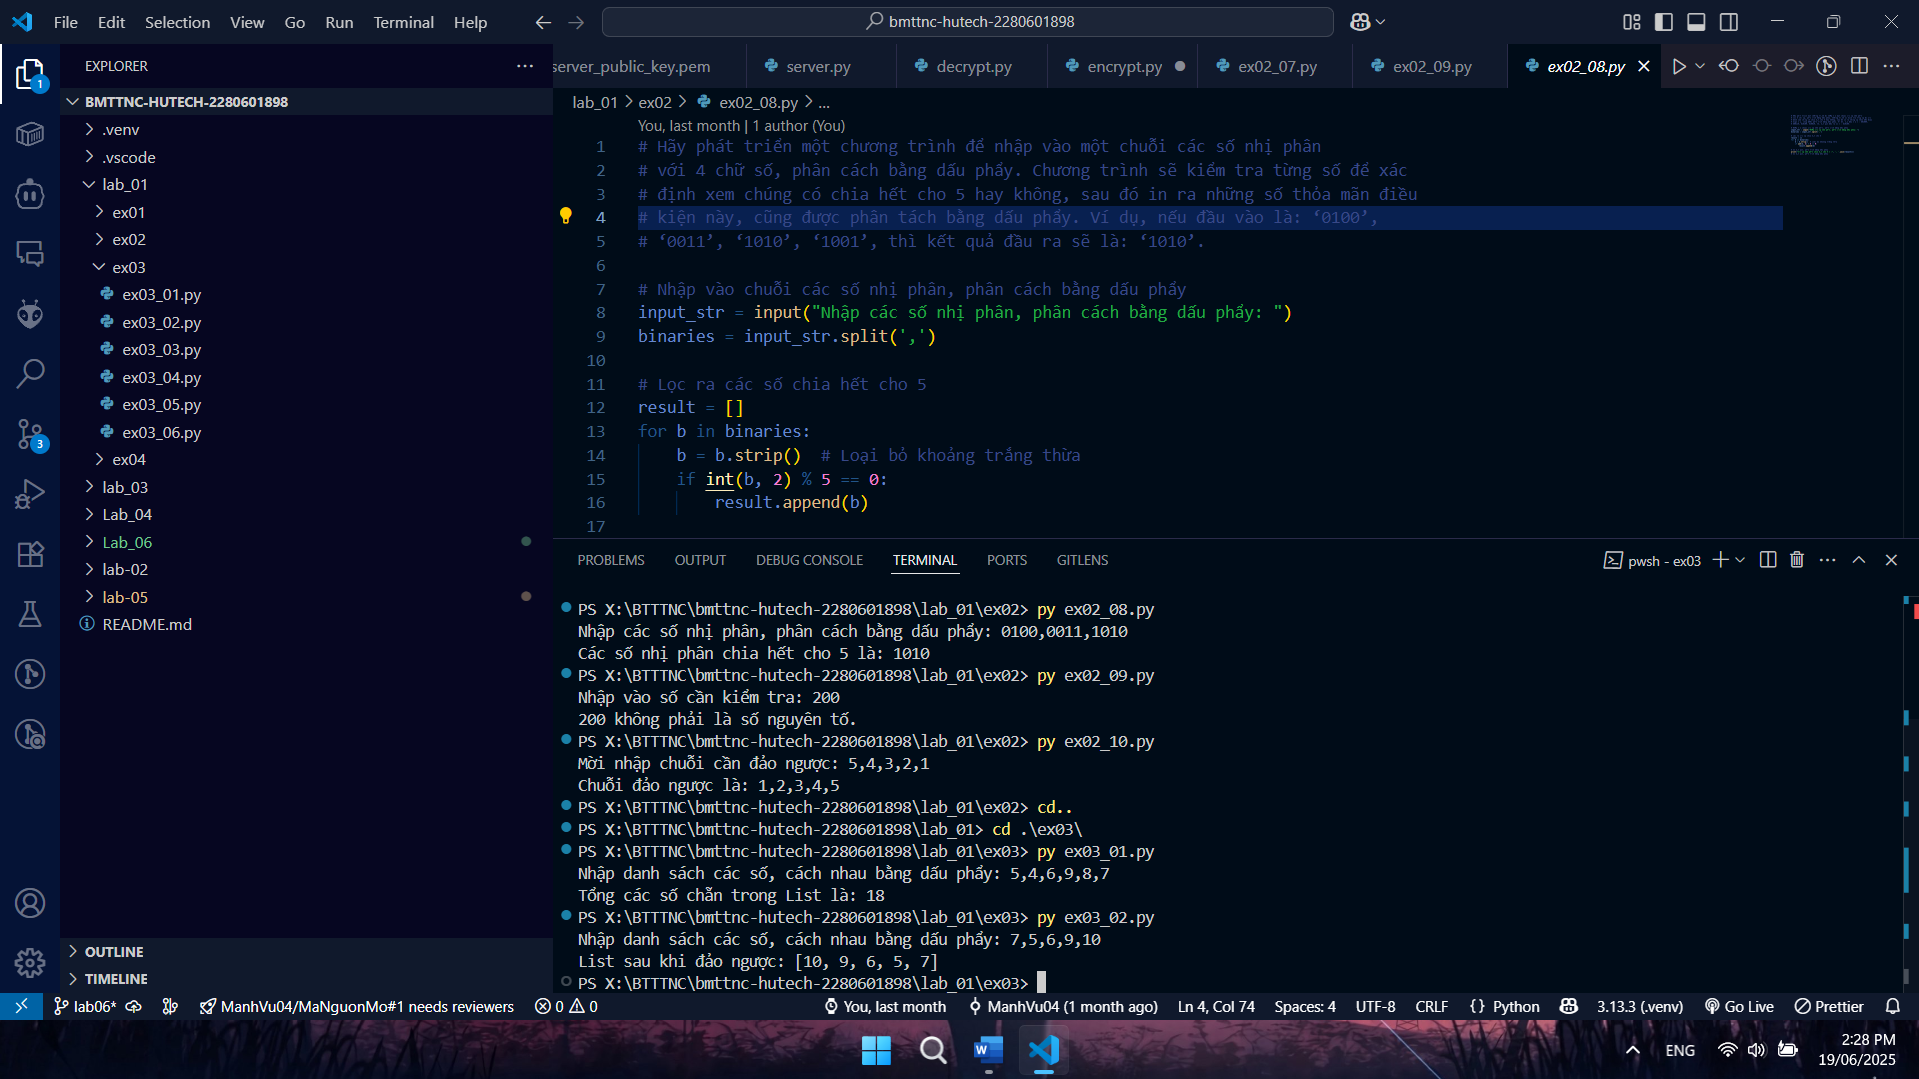 File Edit Selection View Go Run Terminal Help
bmttnc-hutech-2280601898
EXPLORER
BMTTNC-HUTECH-2280601898
.venv
.vscode
lab_01
ex01
ex02
ex03
ex03_01.py
ex03_02.py
ex03_03.py
ex03_04.py
ex03_05.py
ex03_06.py
ex04
lab_03
Lab_04
Lab_06
lab-02
lab-05
README.md
OUTLINE
TIMELINE
1
3
server_public_key.pem server.py decrypt.py encrypt.py ex02_07.py ex02_09.py ex02_08.py
lab_01 > ex02 > ex02_08.py > ...
You, last month | 1 author (You)
1 # Hãy phát triển một chương trình để nhập vào một chuỗi các số nhị phân
2 # với 4 chữ số, phân cách bằng dấu phẩy. Chương trình sẽ kiểm tra từng số để xác
3 # định xem chúng có chia hết cho 5 hay không, sau đó in ra những số thỏa mãn điều
4 # kiện này, cũng được phân tách bằng dấu phẩy. Ví dụ, nếu đầu vào là: ‘0100’,
5 # ‘0011’, ‘1010’, ‘1001’, thì kết quả đầu ra sẽ là: ‘1010’.
6
7 # Nhập vào chuỗi các số nhị phân, phân cách bằng dấu phẩy
8 input_str = input("Nhập các số nhị phân, phân cách bằng dấu phẩy: ")
9 binaries = input_str.split(',')
10
11 # Lọc ra các số chia hết cho 5
12 result = []
13 for b in binaries:
14 b = b.strip() # Loại bỏ khoảng trắng thừa
15 if int(b, 2) % 5 == 0:
16 result.append(b)
17
PROBLEMS OUTPUT DEBUG CONSOLE TERMINAL PORTS GITLENS
pwsh - ex03
PS X:\BTTTNC\bmttnc-hutech-2280601898\lab_01\ex02> py ex02_08.py
Nhập các số nhị phân, phân cách bằng dấu phẩy: 0100,0011,1010
Các số nhị phân chia hết cho 5 là: 1010
PS X:\BTTTNC\bmttnc-hutech-2280601898\lab_01\ex02> py ex02_09.py
Nhập vào số cần kiểm tra: 200
200 không phải là số nguyên tố.
PS X:\BTTTNC\bmttnc-hutech-2280601898\lab_01\ex02> py ex02_10.py
Mời nhập chuỗi cần đảo ngược: 5,4,3,2,1
Chuỗi đảo ngược là: 1,2,3,4,5
PS X:\BTTTNC\bmttnc-hutech-2280601898\lab_01\ex02> cd..
PS X:\BTTTNC\bmttnc-hutech-2280601898\lab_01> cd .\ex03\
PS X:\BTTTNC\bmttnc-hutech-2280601898\lab_01\ex03> py ex03_01.py
Nhập danh sách các số, cách nhau bằng dấu phẩy: 5,4,6,9,8,7
Tổng các số chẵn trong List là: 18
PS X:\BTTTNC\bmttnc-hutech-2280601898\lab_01\ex03> py ex03_02.py
Nhập danh sách các số, cách nhau bằng dấu phẩy: 7,5,6,9,10
List sau khi đảo ngược: [10, 9, 6, 5, 7]
PS X:\BTTTNC\bmttnc-hutech-2280601898\lab_01\ex03>
lab06* ManhVu04/MaNguonMo#1 needs reviewers 0 0 You, last month ManhVu04 (1 month ago) Ln 4, Col 74 Spaces: 4 UTF-8 CRLF {} Python 3.13.3 (.venv) Go Live Prettier
ENG
2:28 PM
19/06/2025